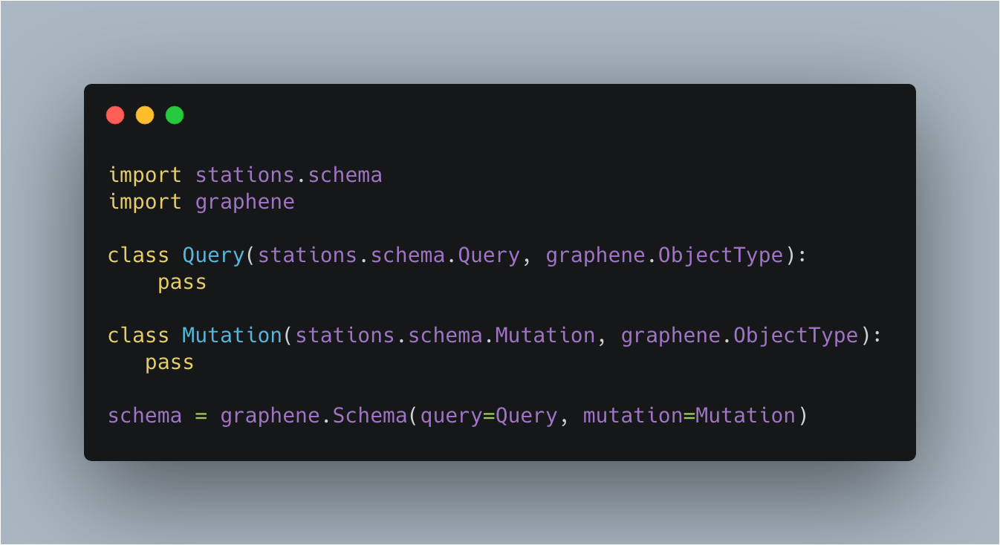 import stations.schema
import graphene

class Query(stations.schema.Query, graphene.ObjectType):
    pass

class Mutation(stations.schema.Mutation, graphene.ObjectType):
   pass

schema = graphene.Schema(query=Query, mutation=Mutation)